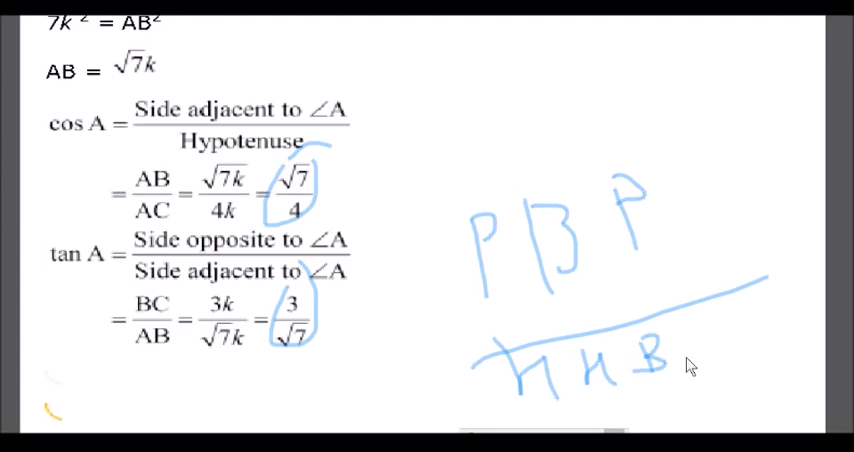 7k² = AB²
AB = √7k
cos A = Side adjacent to ∠A / Hypotenuse
= AB / AC = √7k / 4k = √7 / 4
tan A = Side opposite to ∠A / Side adjacent to ∠A
= BC / AB = 3k / √7k = 3 / √7
P B P
H H B